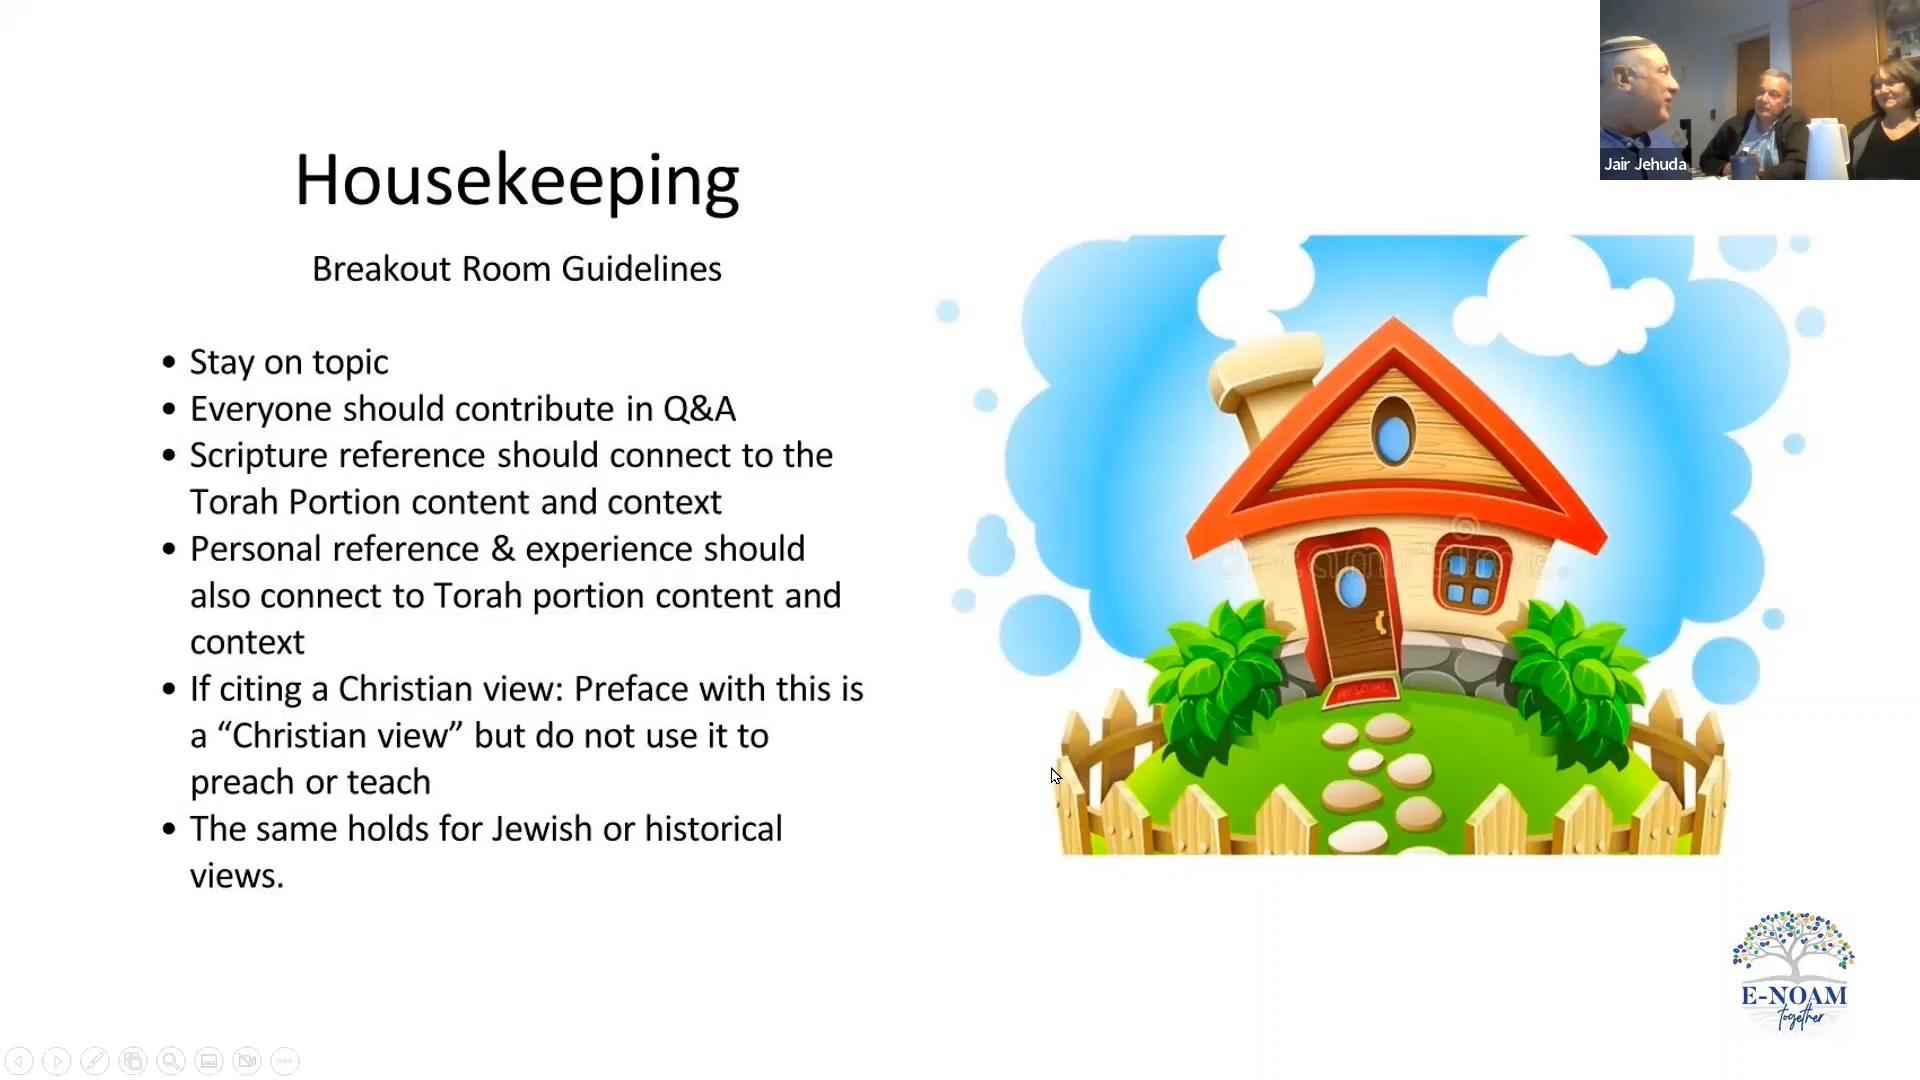 Jair Jehuda
Housekeeping
Breakout Room Guidelines
• Stay on topic
• Everyone should contribute in Q&A
• Scripture reference should connect to the
Torah Portion content and context
• Personal reference & experience should
also connect to Torah portion content and
context
• If citing a Christian view: Preface with this is
a “Christian view” but do not use it to
preach or teach
• The same holds for Jewish or historical
views.
E-NOAM
together